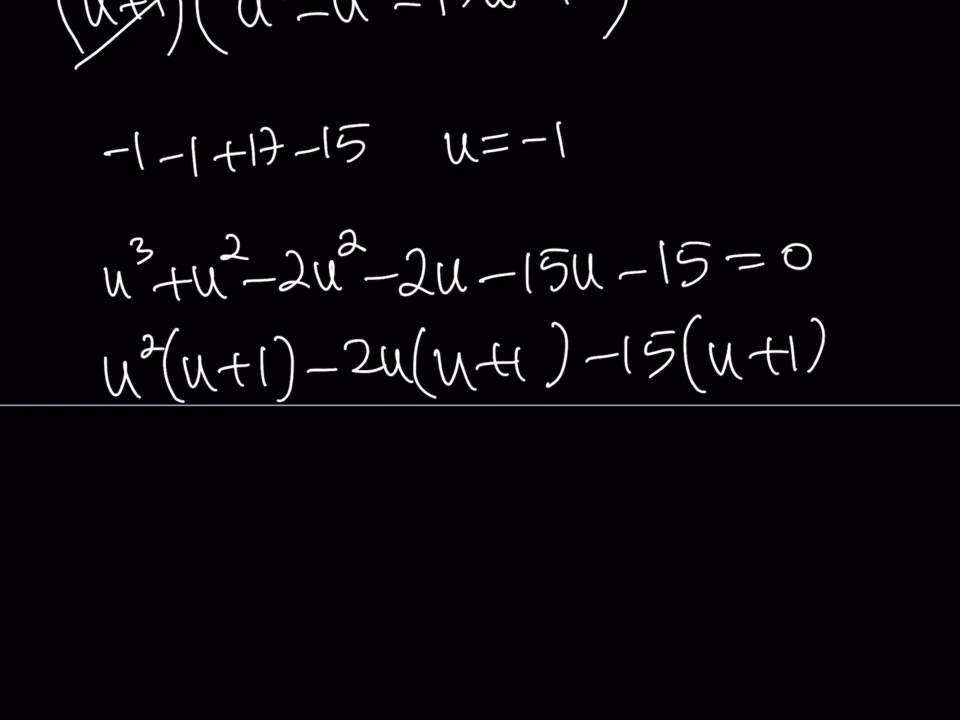 -1 -1 +17 -15 u = -1
u³ + u² - 2u² - 2u - 15u - 15 = 0
u²(u+1) - 2u(u+1) - 15(u+1)